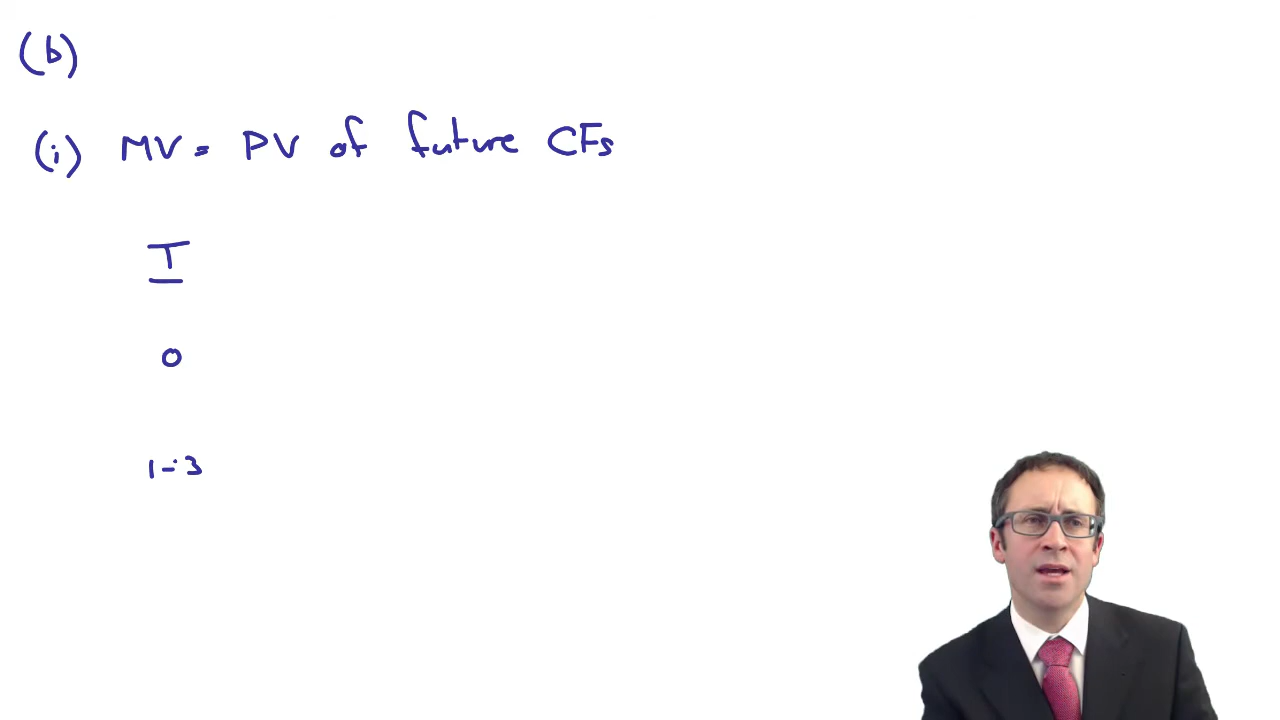 (b)
(i) MV = PV of future CFs
T
0
1-3